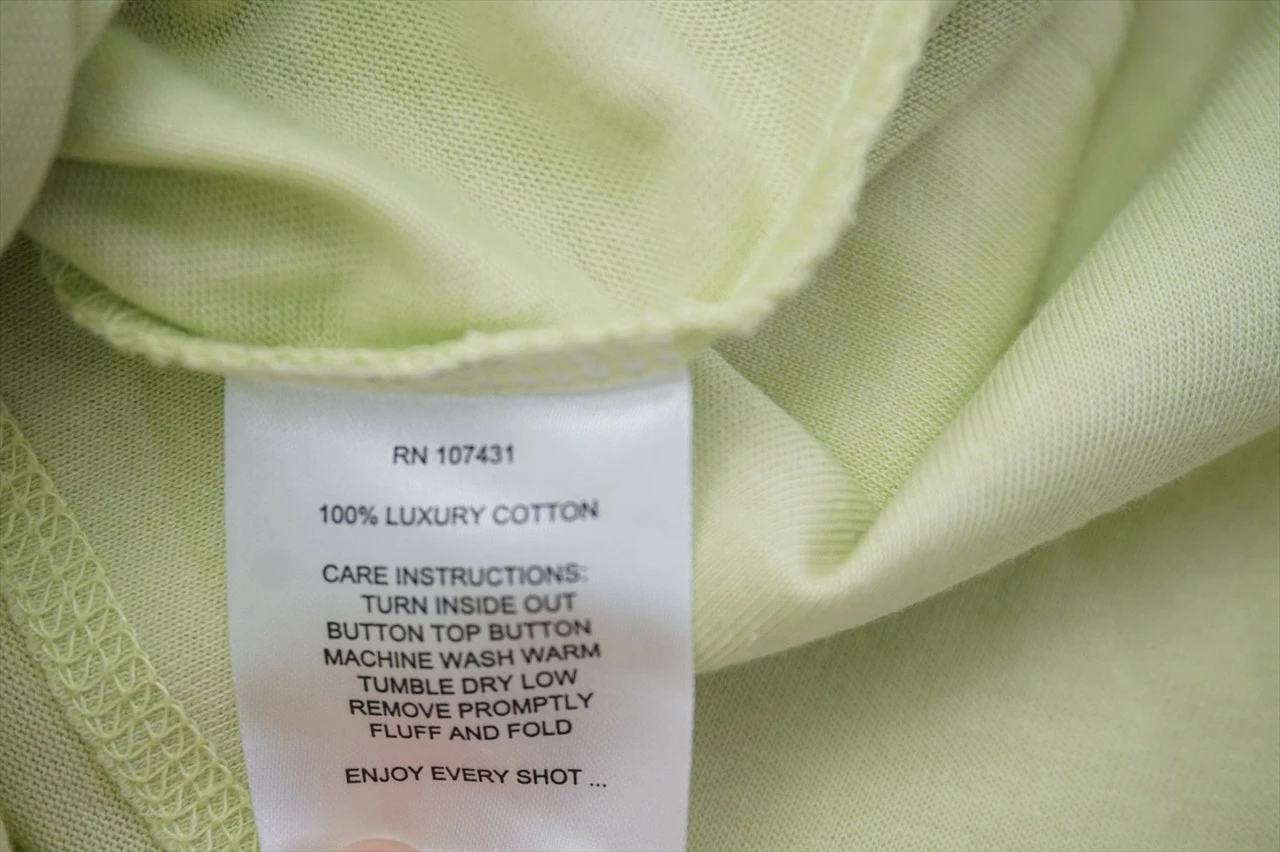 RN 107431
100% LUXURY COTTON
CARE INSTRUCTIONS:
TURN INSIDE OUT
BUTTON TOP BUTTON
MACHINE WASH WARM
TUMBLE DRY LOW
REMOVE PROMPTLY
FLUFF AND FOLD
ENJOY EVERY SHOT ...